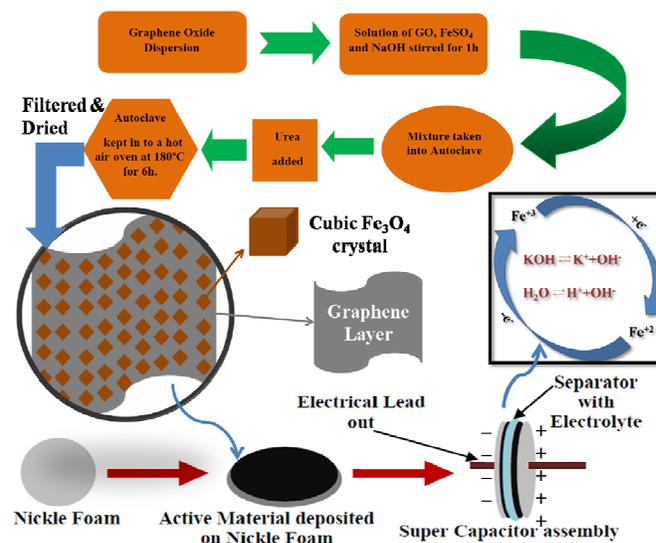 Graphene Oxide
Dispersion
Solution of GO, FeSO4
and NaOH stirred for 1h
Filtered &
Dried
Autoclave
kept in to a hot
air oven at 180°C
for 6h.
Urea
added
Mixture taken
into Autoclave
Cubic Fe₃O₄
crystal
Graphene
Layer
Fe⁺³
+e⁻
KOH ⇌ K⁺+OH⁻
H₂O ⇌ H⁺+OH⁻
-e⁻
Fe⁺²
Electrical Lead
out
Separator
with
Electrolyte
− +
− +
− +
− +
+
Nickle Foam
Active Material deposited
on Nickle Foam
Super Capacitor assembly